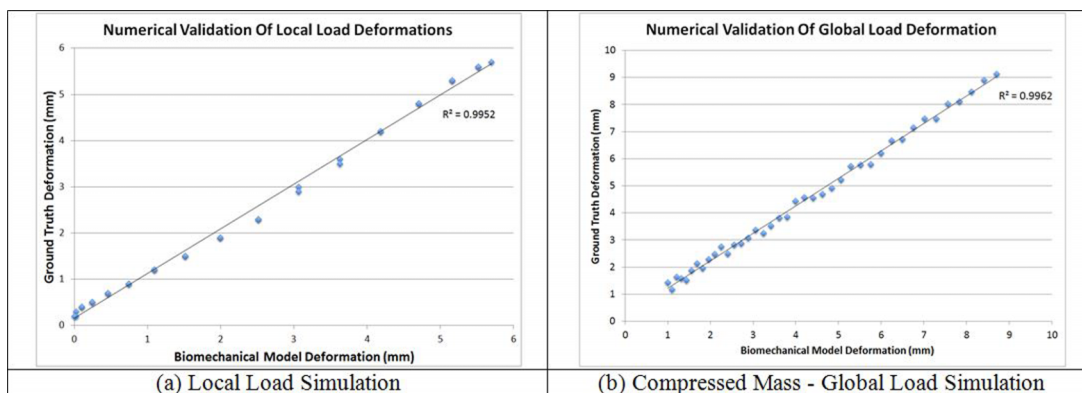 Numerical Validation Of Local Load Deformations
6
5
4
3
2
1
0
Ground Truth Deformation (mm)
R² = 0.9952
0 1 2 3 4 5 6
Biomechanical Model Deformation (mm)
(a) Local Load Simulation
Numerical Validation Of Global Load Deformation
10
9
8
7
6
5
4
3
2
1
0
Ground Truth Deformation (mm)
R² = 0.9962
0 1 2 3 4 5 6 7 8 9 10
Biomechanical Model Deformation (mm)
(b) Compressed Mass - Global Load Simulation